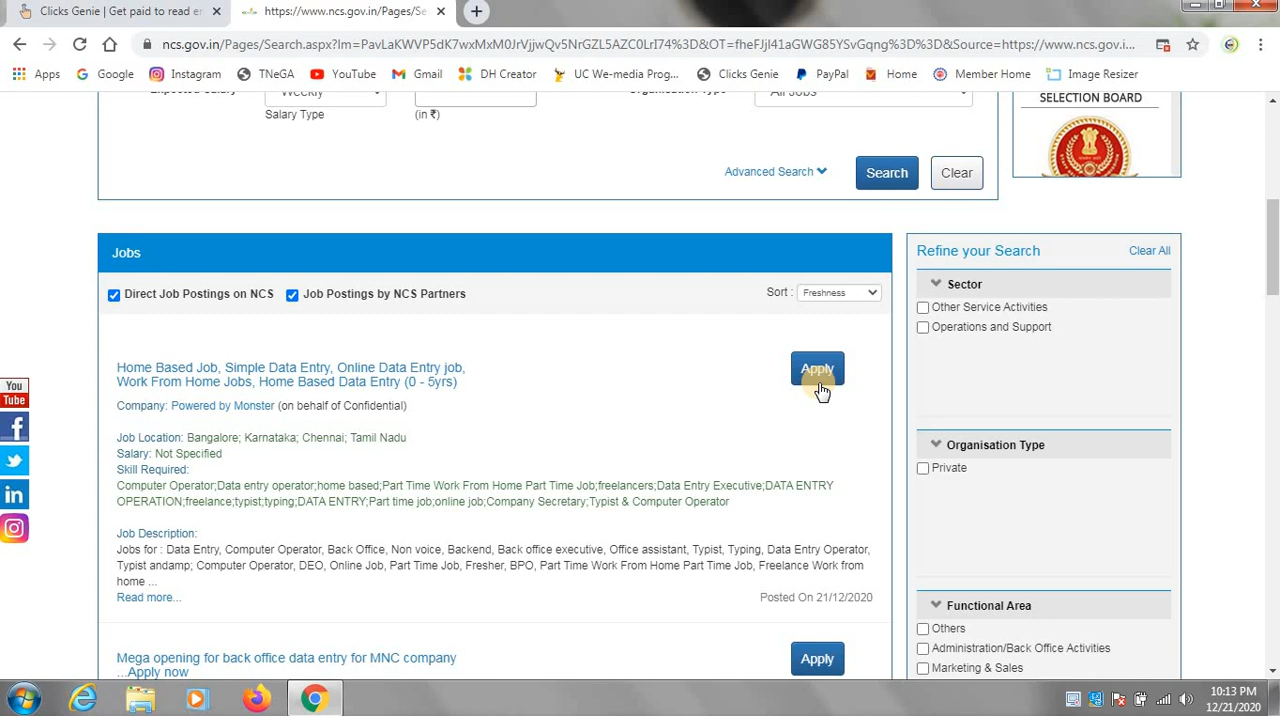 Clicks Genie | Get paid to read em
https://www.ncs.gov.in/Pages/Se
ncs.gov.in/Pages/Search.aspx?lm=PavLaKWVP5dK7wMxM0JrVjjwQv5NrGZL5AZC0LrI74%3D&OT=fheFJjl41aGWG85YSvGqng%3D%3D&Source=https://www.ncs.gov.i...
Apps
Google
Instagram
TNeGA
YouTube
Gmail
DH Creator
UC We-media Prog...
Clicks Genie
PayPal
Home
Member Home
Image Resizer
Expected Salary
Weekly
Organisation Type
All Jobs
Salary Type
(in ₹)
SELECTION BOARD
Advanced Search
Search
Clear
Jobs
Refine your Search
Clear All
Direct Job Postings on NCS
Job Postings by NCS Partners
Sort :
Freshness
Sector
Other Service Activities
Operations and Support
Home Based Job, Simple Data Entry, Online Data Entry job,
Work From Home Jobs, Home Based Data Entry (0 - 5yrs)
Apply
Company: Powered by Monster (on behalf of Confidential)
Job Location: Bangalore; Karnataka; Chennai; Tamil Nadu
Salary: Not Specified
Skill Required:
Computer Operator;Data entry operator;home based;Part Time Work From Home Part Time Job;freelancers;Data Entry Executive;DATA ENTRY
OPERATION;freelance;typist;typing;DATA ENTRY;Part time job;online job;Company Secretary;Typist & Computer Operator
Job Description:
Jobs for : Data Entry, Computer Operator, Back Office, Non voice, Backend, Back office executive, Office assistant, Typist, Typing, Data Entry Operator,
Typist andamp; Computer Operator, DEO, Online Job, Part Time Job, Fresher, BPO, Part Time Work From Home Part Time Job, Freelance Work from
home ...
Read more...
Posted On 21/12/2020
Organisation Type
Private
Functional Area
Others
Administration/Back Office Activities
Marketing & Sales
Mega opening for back office data entry for MNC company
...Apply now
Apply
You
Tube
10:13 PM
12/21/2020